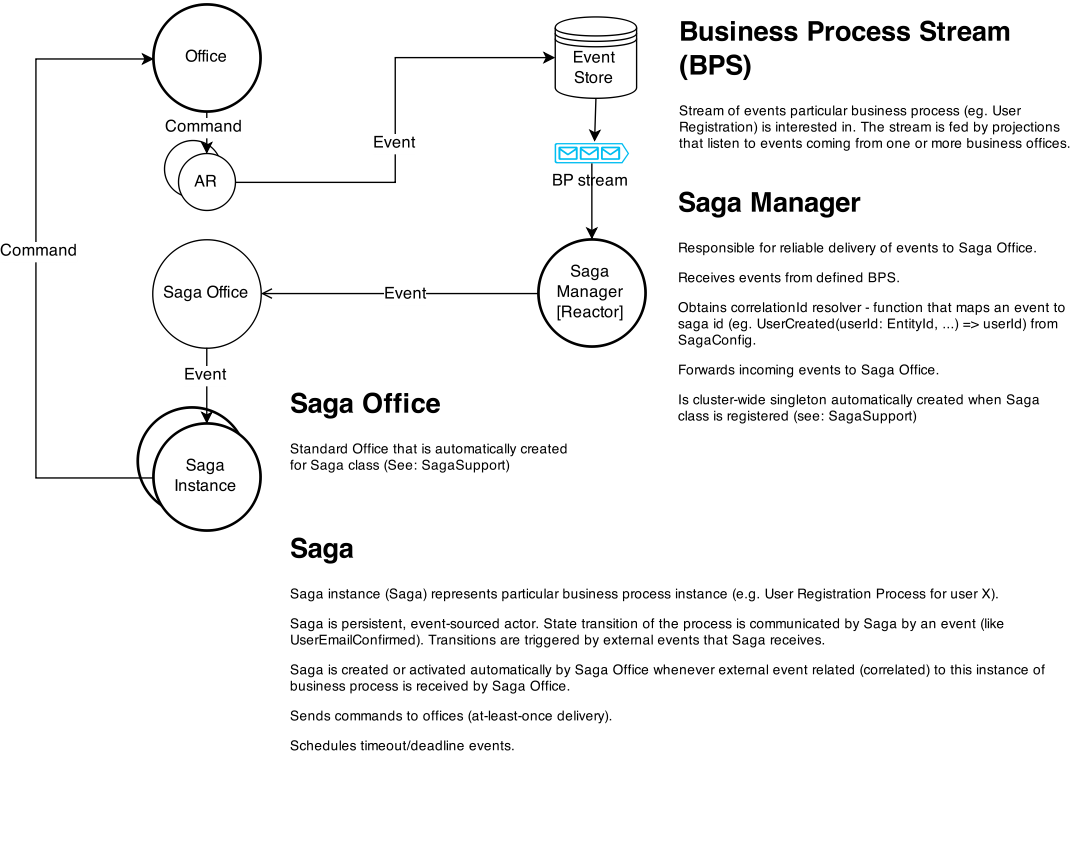 Office
Command
AR
Event
Event
Store
BP stream
Command
Saga Office
Event
Saga
Manager
[Reactor]
Event
Saga
Instance
Business Process Stream
(BPS)
Stream of events particular business process (eg. User
Registration) is interested in. The stream is fed by projections
that listen to events coming from one or more business offices.
Saga Manager
Responsible for reliable delivery of events to Saga Office.
Receives events from defined BPS.
Obtains correlationId resolver - function that maps an event to
saga id (eg. UserCreated(userId: EntityId, ...) => userId) from
SagaConfig.
Forwards incoming events to Saga Office.
Is cluster-wide singleton automatically created when Saga
class is registered (see: SagaSupport)
Saga Office
Standard Office that is automatically created
for Saga class (See: SagaSupport)
Saga
Saga instance (Saga) represents particular business process instance (e.g. User Registration Process for user X).
Saga is persistent, event-sourced actor. State transition of the process is communicated by Saga by an event (like
UserEmailConfirmed). Transitions are triggered by external events that Saga receives.
Saga is created or activated automatically by Saga Office whenever external event related (correlated) to this instance of
business process is received by Saga Office.
Sends commands to offices (at-least-once delivery).
Schedules timeout/deadline events.